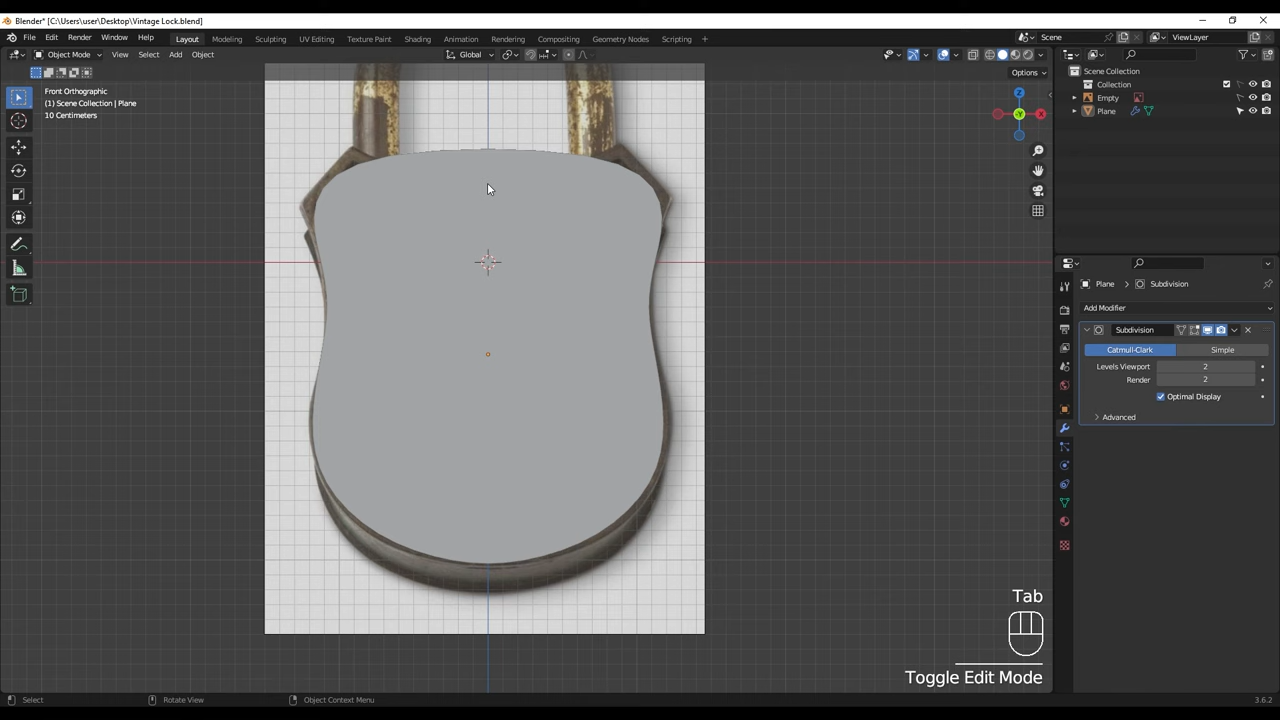 Blender* [C:\Users\user\Desktop\Vintage Lock.blend]
File Edit Render Window Help Layout Modeling Sculpting UV Editing Texture Paint Shading Animation Rendering Compositing Geometry Nodes Scripting + Scene ViewLayer
Object Mode View Select Add Object Global
Options
Front Orthographic
(1) Scene Collection | Plane
10 Centimeters
Z
X
-Y
Scene Collection
Collection
Empty
Plane
Plane > Subdivision
Add Modifier
Subdivision
Catmull-Clark Simple
Levels Viewport 2
Render 2
Optimal Display
Advanced
Tab
Toggle Edit Mode
Select Rotate View Object Context Menu 3.6.2